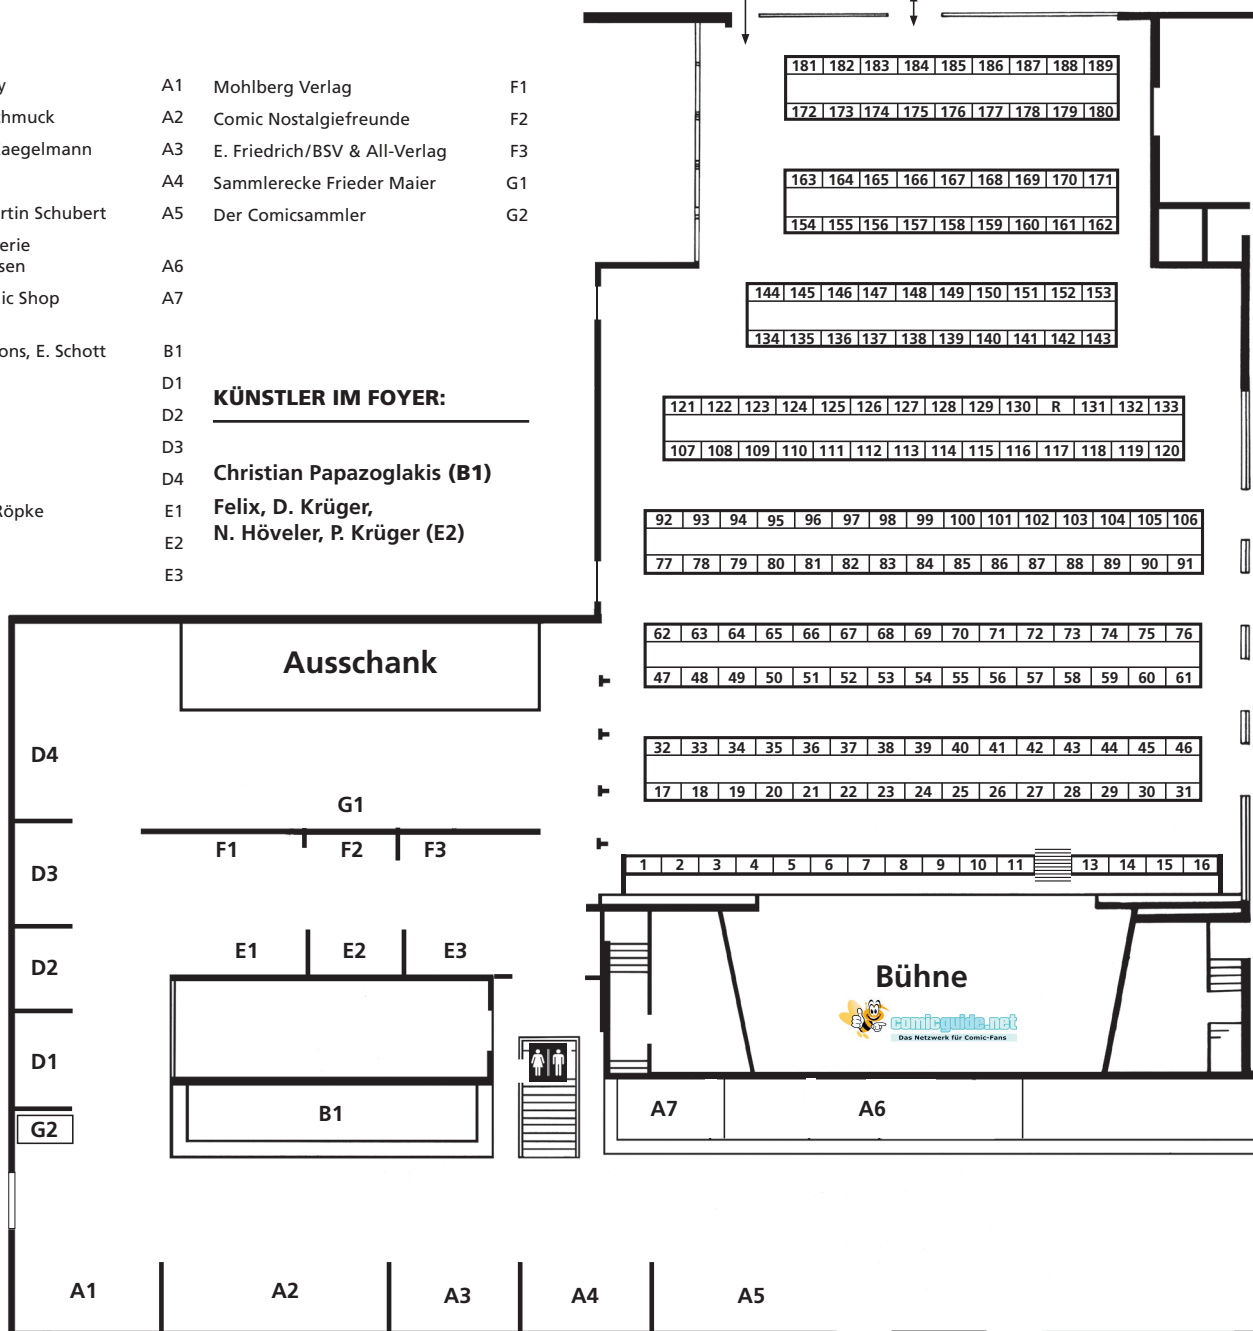 A1
A2
aegelmann A3
A4
rtin Schubert A5
erie
sen A6
ic Shop A7
ons, E. Schott B1
D1
D2
D3
D4
Röpke E1
E2
E3
Mohlberg Verlag F1
Comic Nostalgiefreunde F2
E. Friedrich/BSV & All-Verlag F3
Sammlerecke Frieder Maier G1
Der Comicsammler G2
KÜNSTLER IM FOYER:
Christian Papazoglakis (B1)
Felix, D. Krüger,
N. Höveler, P. Krüger (E2)
181 182 183 184 185 186 187 188 189
172 173 174 175 176 177 178 179 180
163 164 165 166 167 168 169 170 171
154 155 156 157 158 159 160 161 162
144 145 146 147 148 149 150 151 152 153
134 135 136 137 138 139 140 141 142 143
121 122 123 124 125 126 127 128 129 130 R 131 132 133
107 108 109 110 111 112 113 114 115 116 117 118 119 120
92 93 94 95 96 97 98 99 100 101 102 103 104 105 106
77 78 79 80 81 82 83 84 85 86 87 88 89 90 91
62 63 64 65 66 67 68 69 70 71 72 73 74 75 76
47 48 49 50 51 52 53 54 55 56 57 58 59 60 61
32 33 34 35 36 37 38 39 40 41 42 43 44 45 46
17 18 19 20 21 22 23 24 25 26 27 28 29 30 31
1 2 3 4 5 6 7 8 9 10 11 13 14 15 16
Ausschank
D4
G1
F1 F2 F3
D3
E1 E2 E3
D2
Bühne
comicguide.net
Das Netzwerk für Comic-Fans
D1
B1
G2
A7 A6
A1 A2 A3 A4 A5